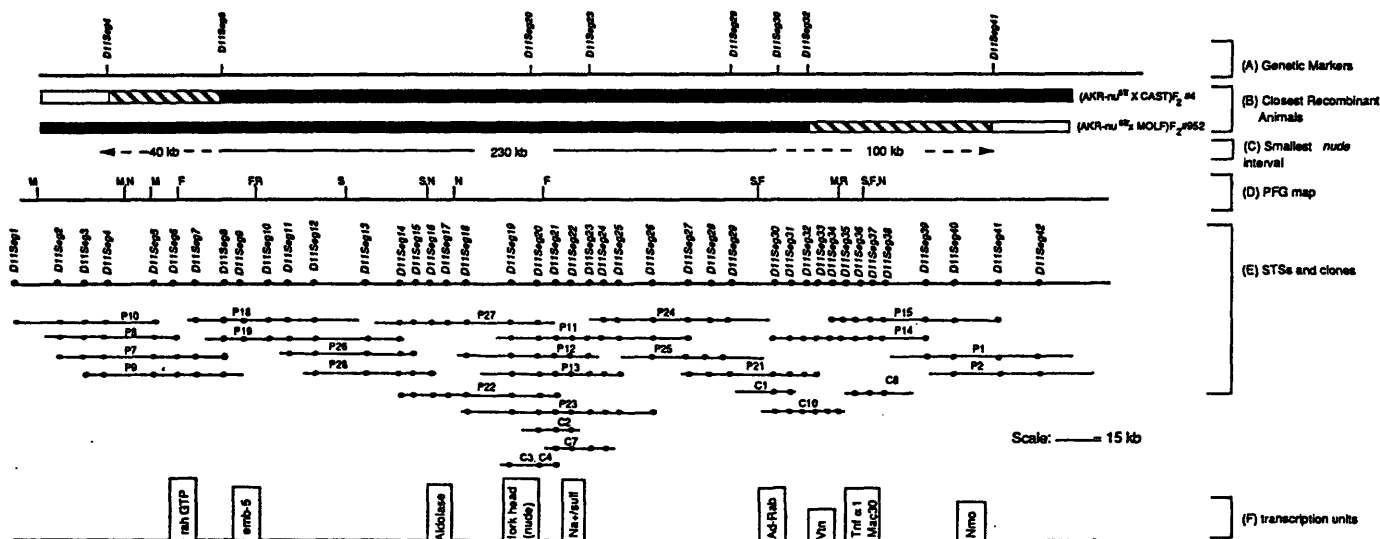 D11Seg4 D11Seg8 D11Seg20 D11Seg23 D11Seg29 D11Seg30 D11Seg32 D11Seg41
(A) Genetic Markers
(AKR-nu str X CAST)F2 #4
(B) Closest Recombinant
Animals
(AKR-nu str x MOLF)F2 #952
40 kb 230 kb 100 kb
(C) Smallest nude
interval
M M,N M F F,R S S,N N F S,F M,R S,F,N
(D) PFG map
D11Seg1 D11Seg2 D11Seg3 D11Seg4 D11Seg5 D11Seg6 D11Seg7 D11Seg8 D11Seg9 D11Seg10 D11Seg11 D11Seg12 D11Seg13 D11Seg14 D11Seg15 D11Seg16 D11Seg17 D11Seg18 D11Seg19 D11Seg20 D11Seg21 D11Seg22 D11Seg23 D11Seg24 D11Seg25 D11Seg26 D11Seg27 D11Seg28 D11Seg29 D11Seg30 D11Seg31 D11Seg32 D11Seg33 D11Seg34 D11Seg35 D11Seg36 D11Seg37 D11Seg38 D11Seg39 D11Seg40 D11Seg41 D11Seg42
(E) STSs and clones
P10 P18 P27 P24 P15
P8 P19 P11 P14
P7 P26 P12 P25 P1
P9 P28 P13 P21 P2
P22 C1 C8
P23 C10
C2
Scale: = 15 kb
C7
C3, C4
rah GTP
emb-5
Aldolase
fork head
(nude)
Na+/sulf
Ad-Rab
Vtn
Tnf α 1
Mac30
Nmo
(F) transcription units